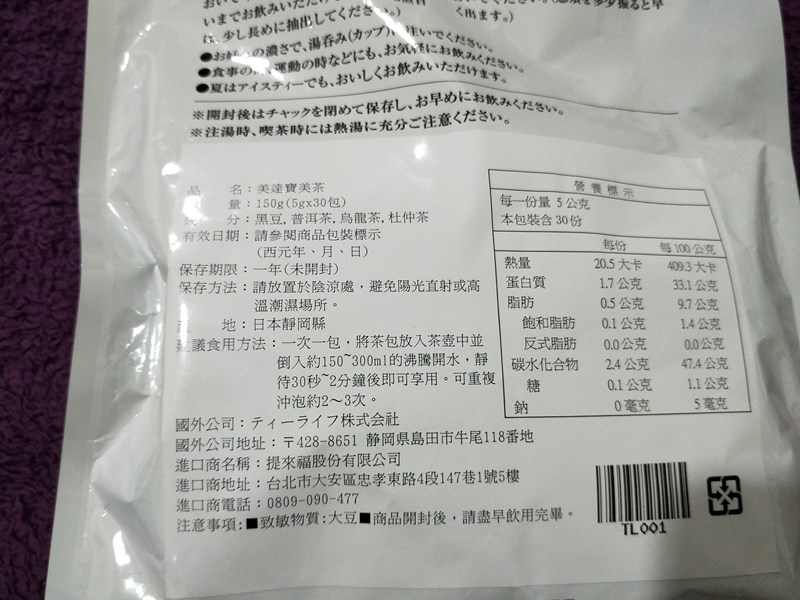 いまでお飲みいただけ
は、少し長めに抽出してください。)
く出ます。)
●お好みの濃さで、湯呑み(カップ)に注いでください。
●食事の 運動の時などにも、お気軽にお飲みください。
●夏はアイスティーでも、おいしくお飲みいただけます。
※開封後はチャックを閉めて保存し、お早めにお飲みください。
※注湯時、喫茶時には熱湯に充分ご注意ください。
品 名：美達寶美茶
量：150g(5gx30包)
分：黑豆,普洱茶,烏龍茶,杜仲茶
有效日期：請參閱商品包裝標示
(西元年、月、日)
保存期限：一年(未開封)
保存方法：請放置於陰涼處，避免陽光直射或高
溫潮濕場所。
產 地：日本靜岡縣
建議食用方法：一次一包，將茶包放入茶壺中並
倒入約150~300ml的沸騰開水，靜
待30秒~2分鐘後即可享用。可重複
沖泡約2～3次。
國外公司：ティーライフ株式会社
國外公司地址：〒428-8651 静岡県島田市牛尾118番地
進口商名稱：提來福股份有限公司
進口商地址：台北市大安區忠孝東路4段147巷1號5樓
進口商電話：0809-090-477
注意事項:■致敏物質:大豆■商品開封後，請盡早飲用完畢。
營養標示
每一份量 5公克
本包裝含30份
每份 每100公克
熱量 20.5大卡 409.3大卡
蛋白質 1.7公克 33.1公克
脂肪 0.5公克 9.7公克
飽和脂肪 0.1公克 1.4公克
反式脂肪 0.0公克 0.0公克
碳水化合物 2.4公克 47.4公克
糖 0.1公克 1.1公克
鈉 0毫克 5毫克
TL001